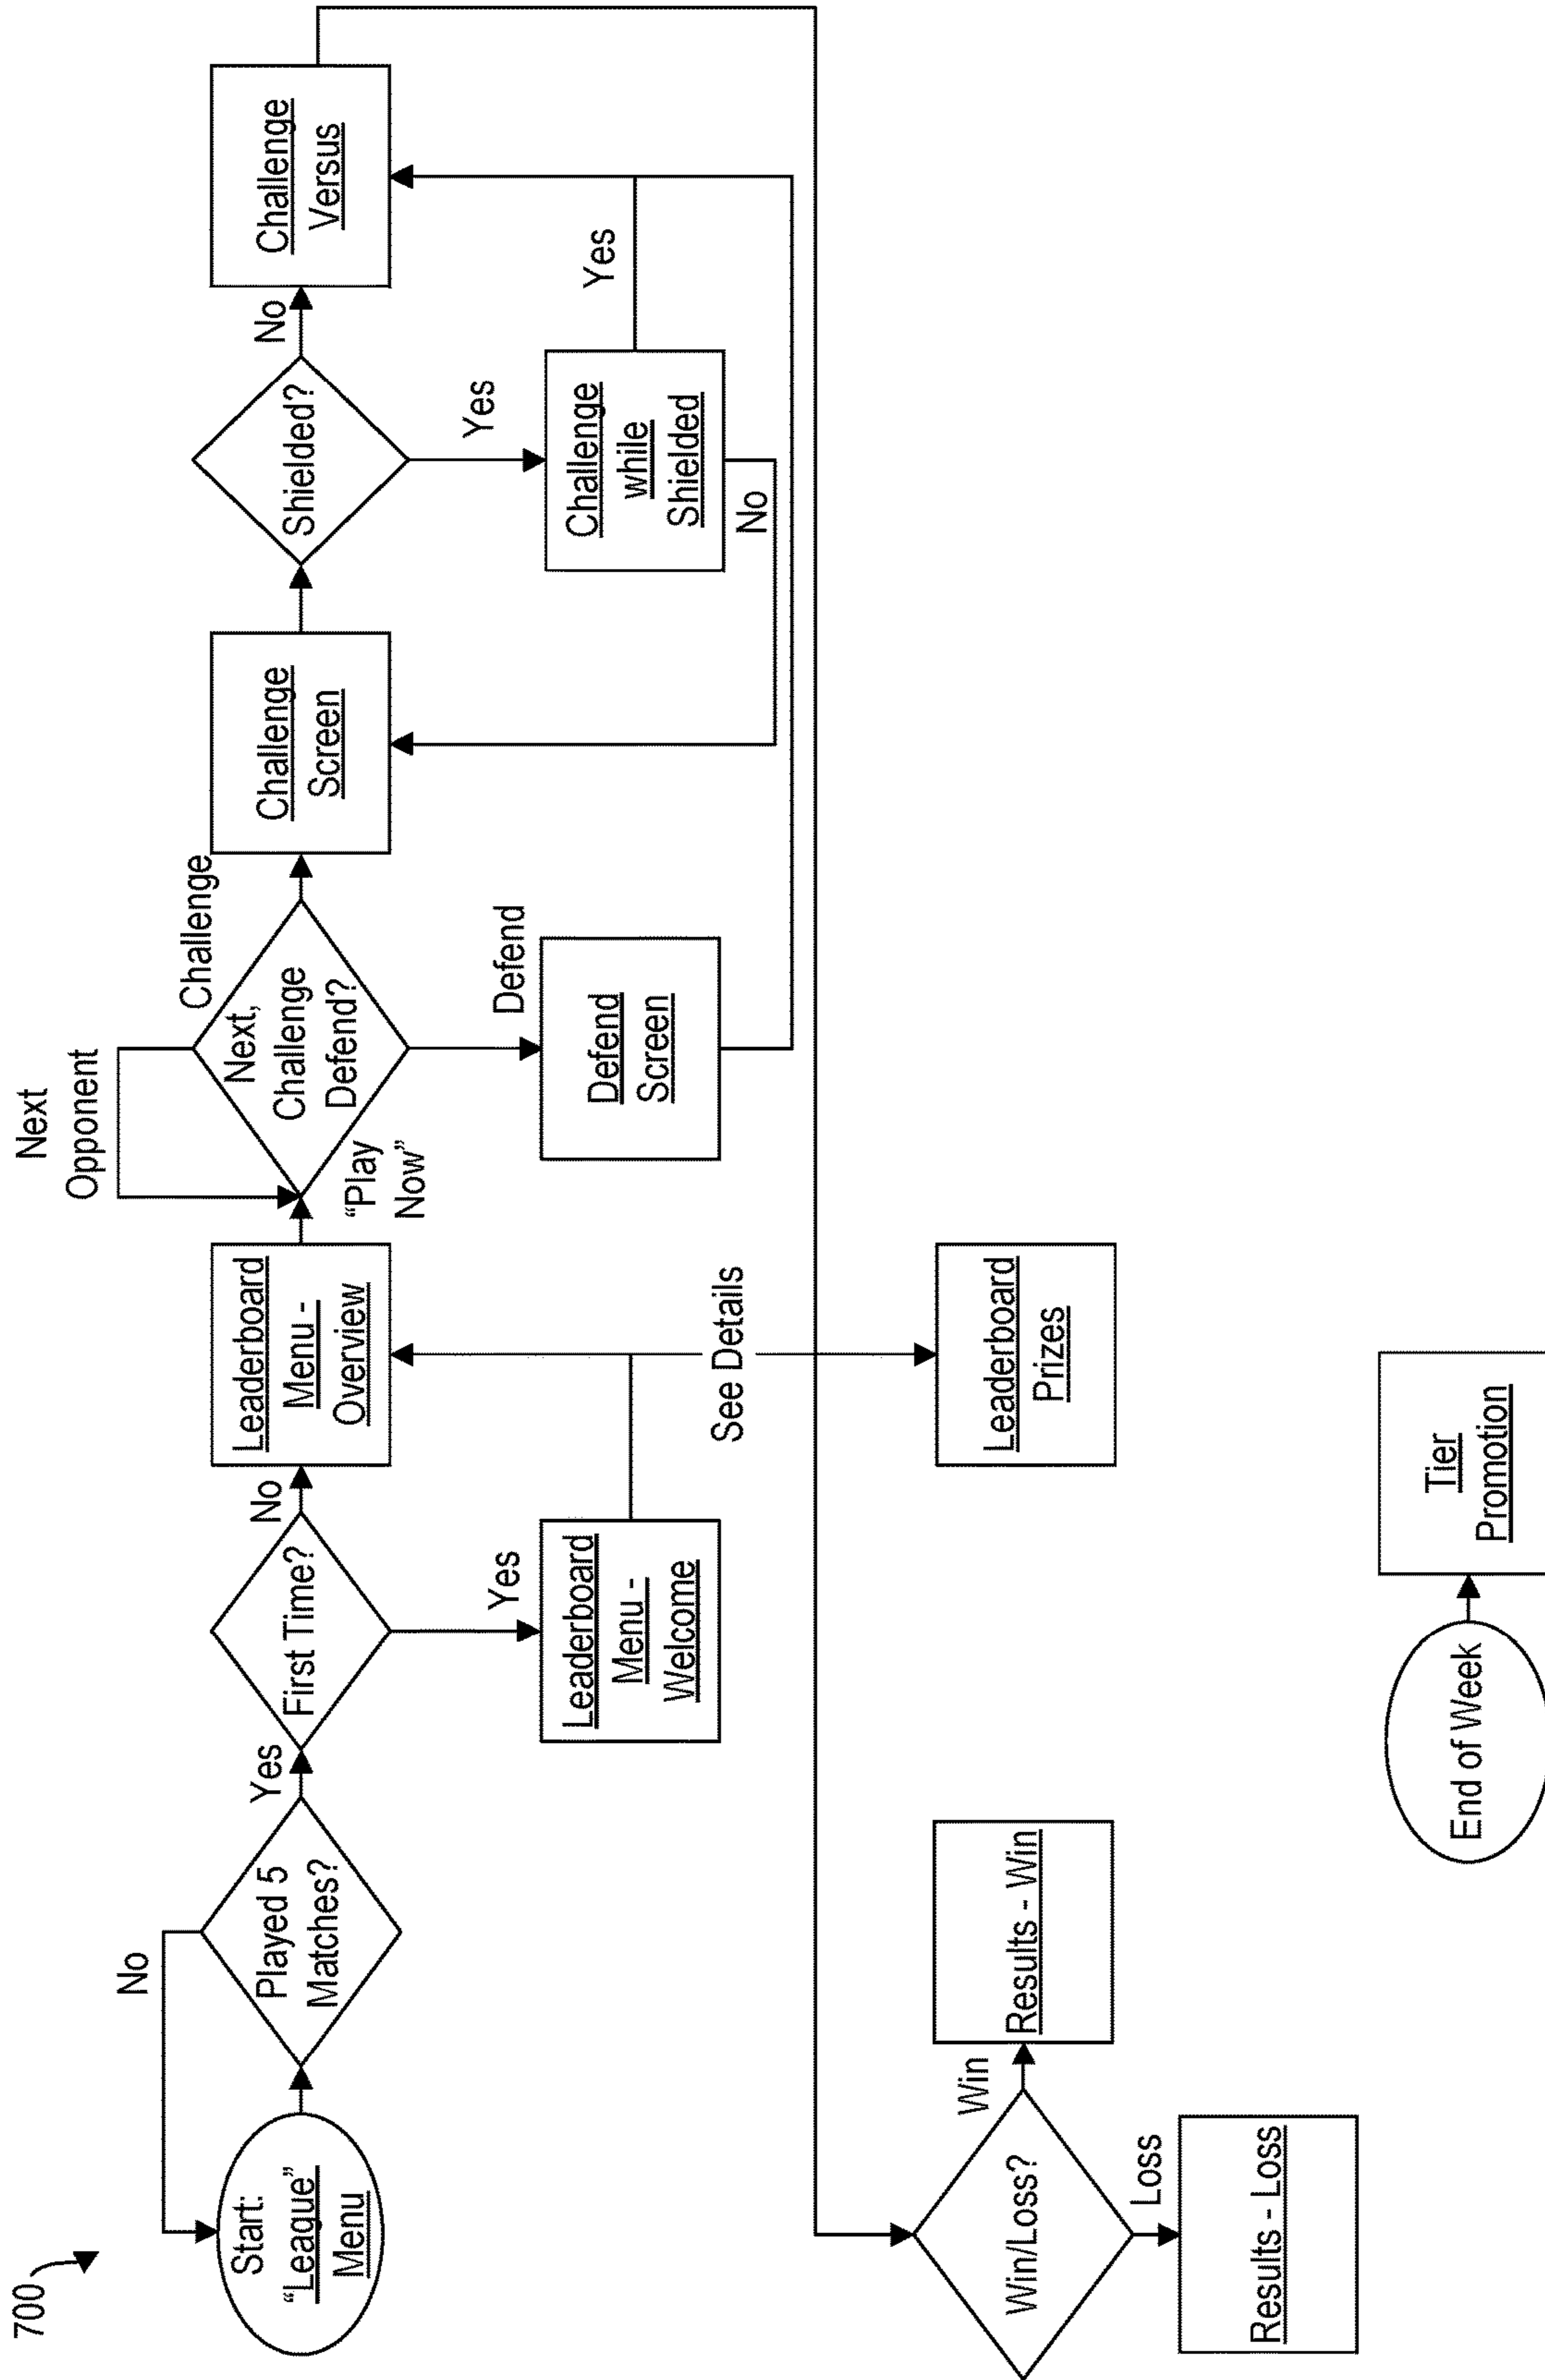 700
Start:
“League”
Menu
No
Played 5
Matches?
Yes
First Time?
No
Yes
Leaderboard
Menu -
Welcome
Leaderboard
Menu -
Overview
See Details
Leaderboard
Prizes
“Play
Now”
Next
Opponent
Next,
Challenge
Defend?
Challenge
Defend
Defend
Screen
Challenge
Screen
Shielded?
No
Yes
Challenge
while
Shielded
Yes
No
Challenge
Versus
Win/Loss?
Win
Results - Win
Loss
Results - Loss
End of Week
Tier
Promotion